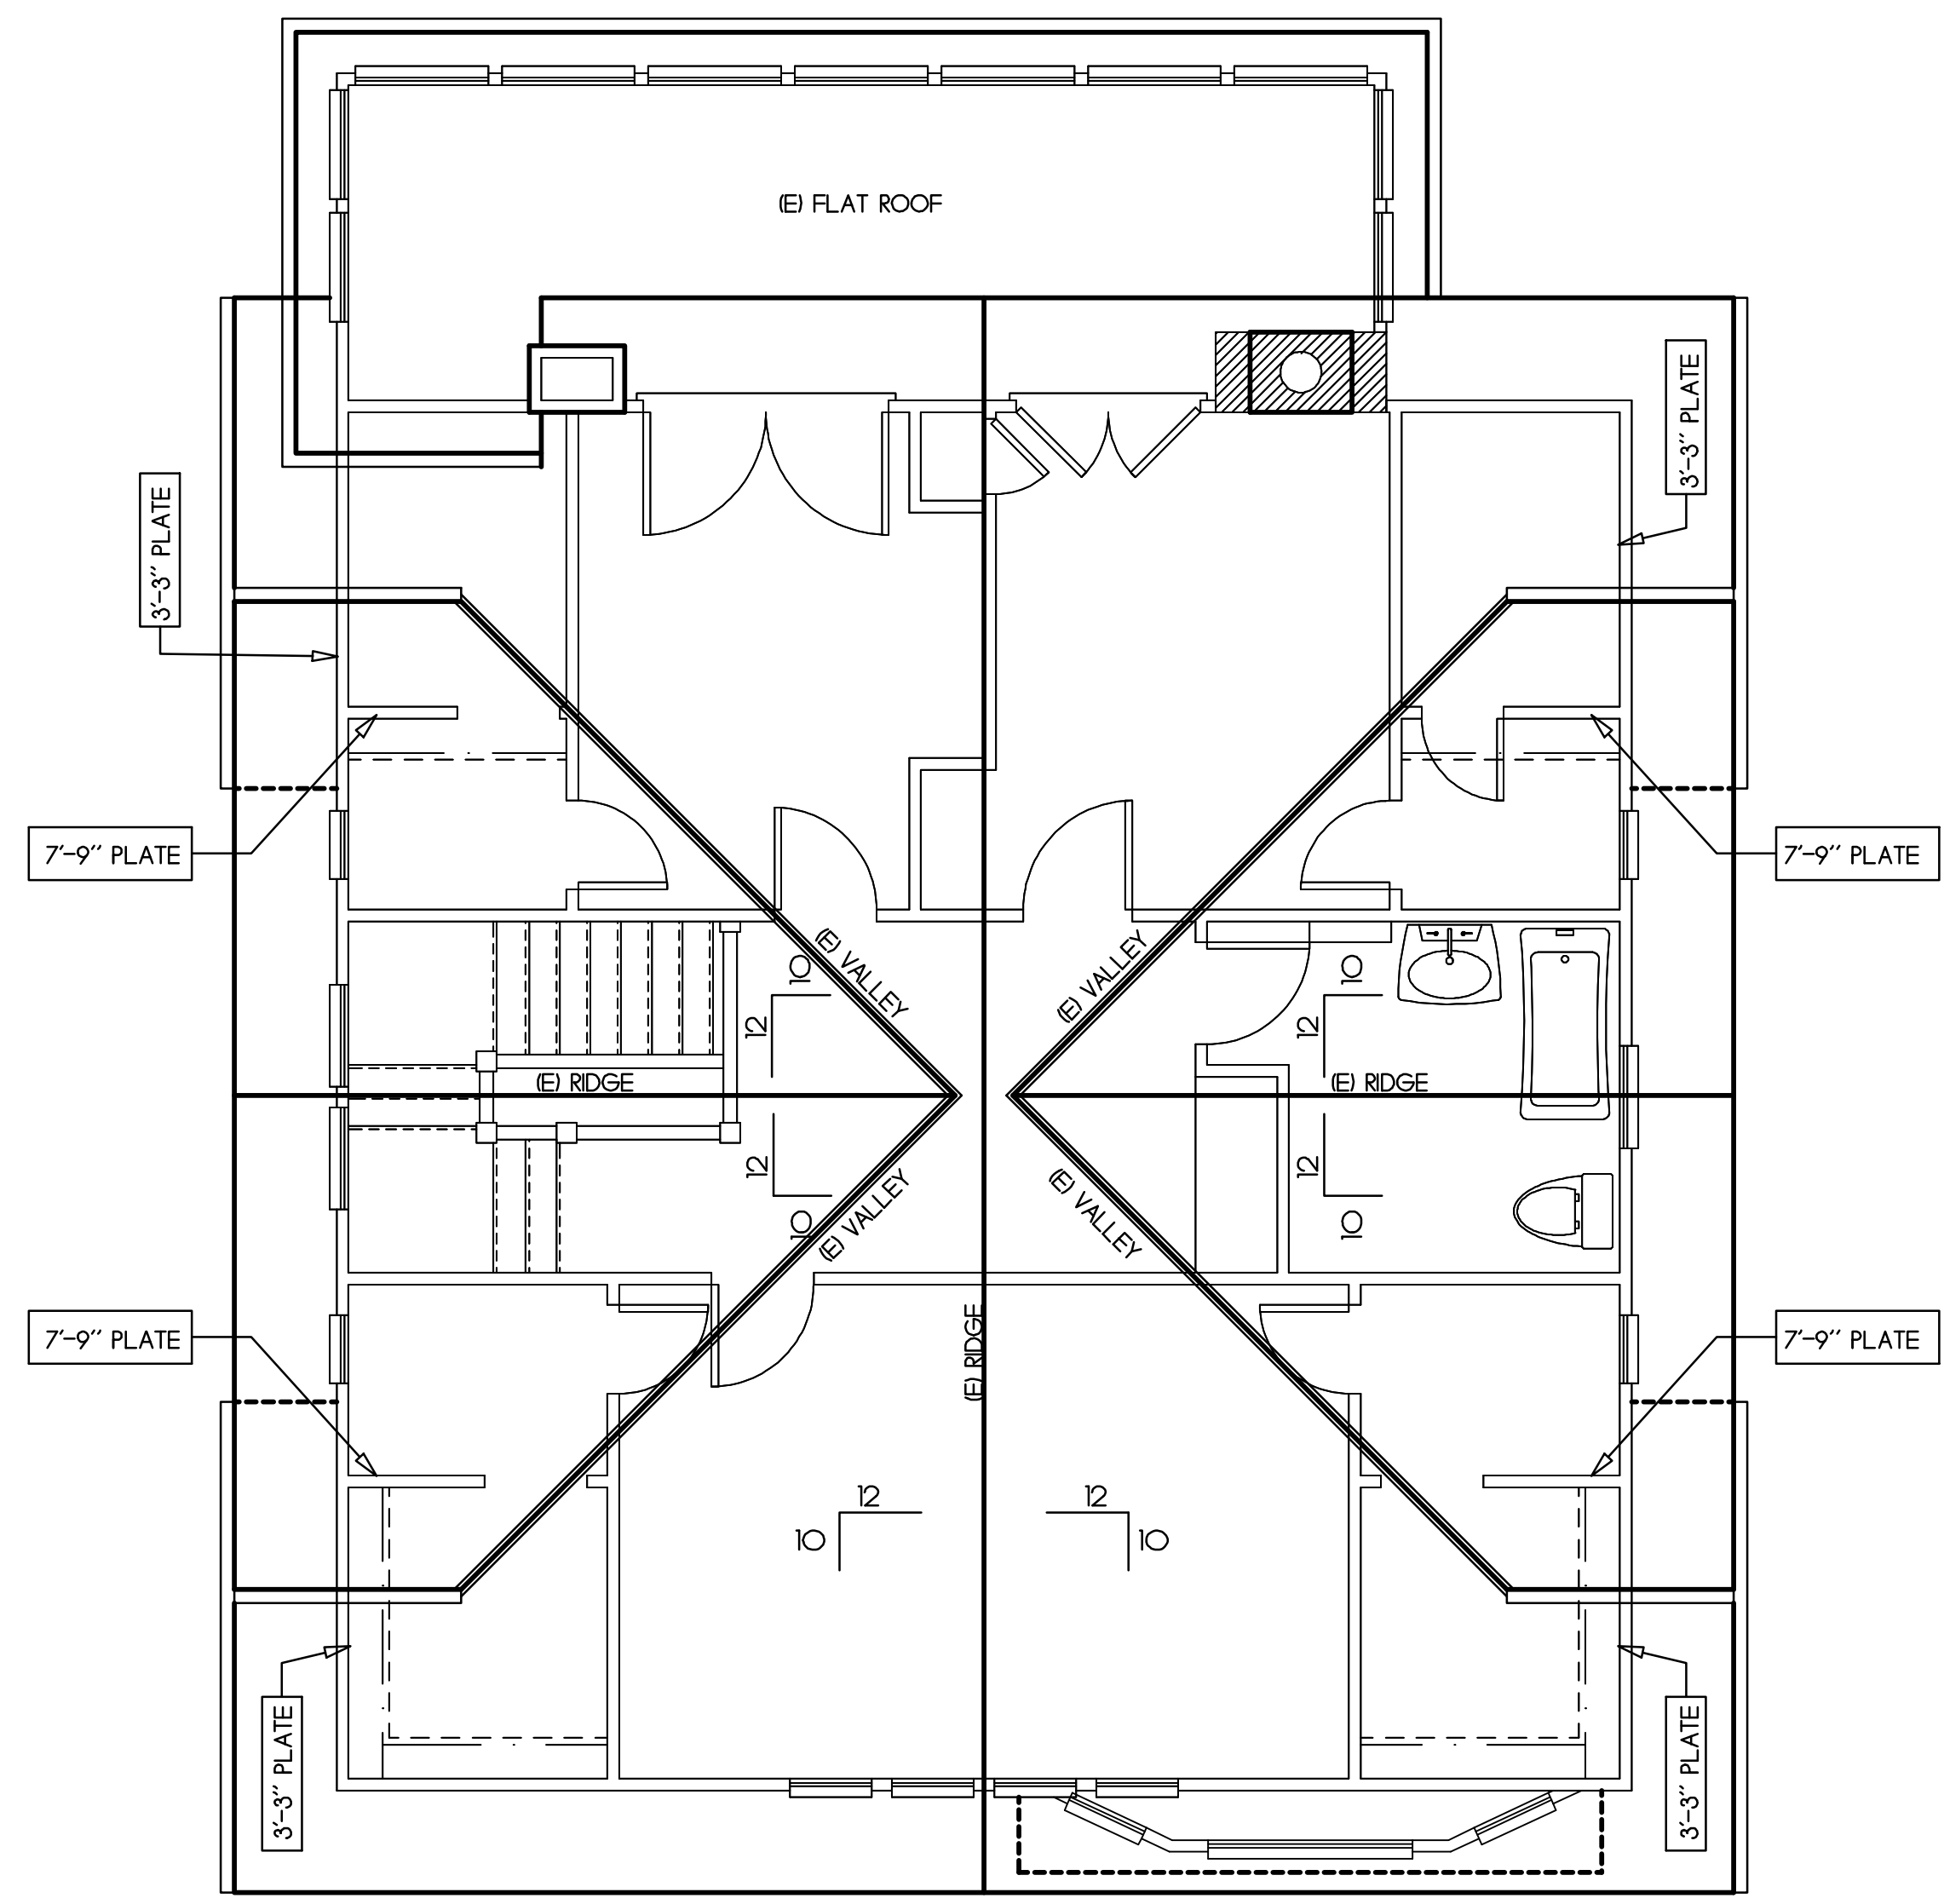 (E) FLAT ROOF
3'-3" PLATE
3'-3" PLATE
7'-9" PLATE
7'-9" PLATE
(E) VALLEY
(E) VALLEY
10
12
10
12
(E) RIDGE
(E) RIDGE
12
10
12
10
(E) VALLEY
(E) VALLEY
7'-9" PLATE
(E) RIDGE
7'-9" PLATE
12
10
12
10
3'-3" PLATE
3'-3" PLATE